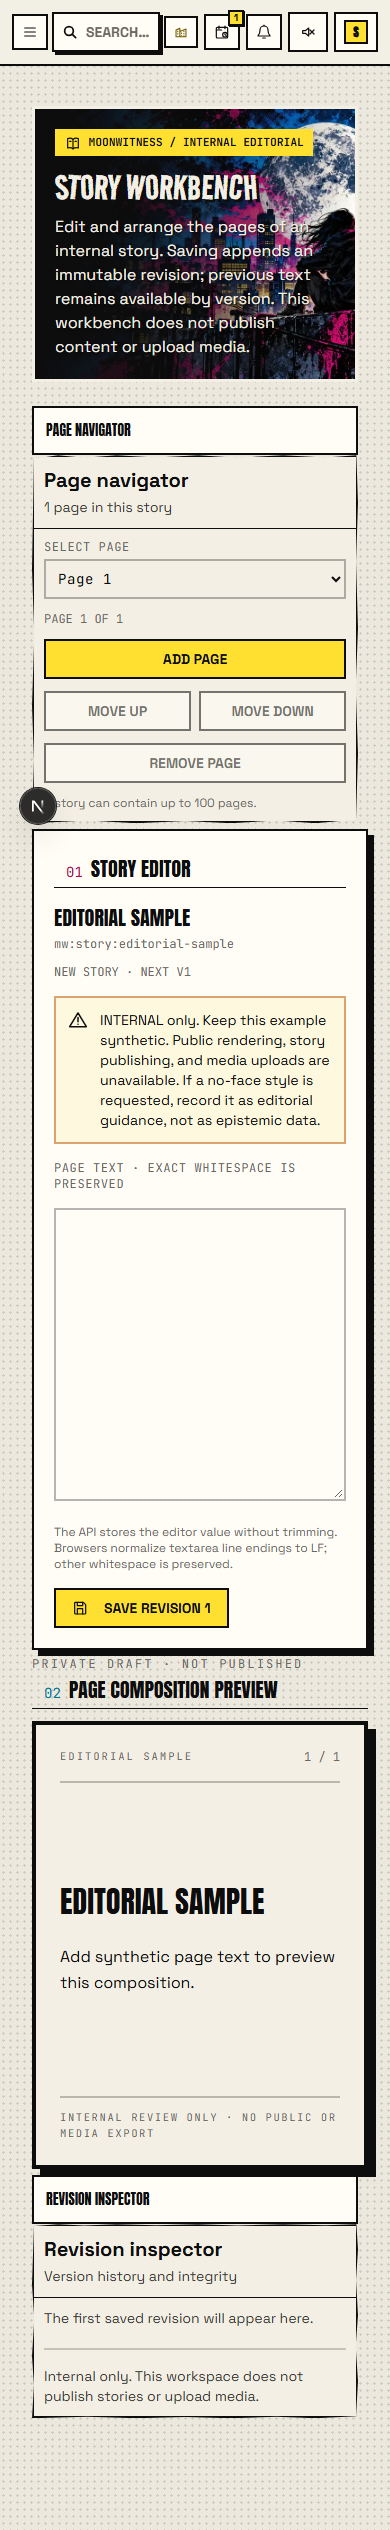 SEARCH...
1
$
MOONWITNESS / INTERNAL EDITORIAL
STORY WORKBENCH
Edit and arrange the pages of an
internal story. Saving appends an
immutable revision; previous text
remains available by version. This
workbench does not publish
content or upload media.
PAGE NAVIGATOR
Page navigator
1 page in this story
SELECT PAGE
Page 1
PAGE 1 OF 1
ADD PAGE
MOVE UP
MOVE DOWN
REMOVE PAGE
N
story can contain up to 100 pages.
01 STORY EDITOR
EDITORIAL SAMPLE
mw:story:editorial-sample
NEW STORY · NEXT V1
INTERNAL only. Keep this example
synthetic. Public rendering, story
publishing, and media uploads are
unavailable. If a no-face style is
requested, record it as editorial
guidance, not as epistemic data.
PAGE TEXT · EXACT WHITESPACE IS
PRESERVED
The API stores the editor value without trimming.
Browsers normalize textarea line endings to LF;
other whitespace is preserved.
SAVE REVISION 1
PRIVATE DRAFT · NOT PUBLISHED
02 PAGE COMPOSITION PREVIEW
EDITORIAL SAMPLE
1 / 1
EDITORIAL SAMPLE
Add synthetic page text to preview
this composition.
INTERNAL REVIEW ONLY · NO PUBLIC OR
MEDIA EXPORT
REVISION INSPECTOR
Revision inspector
Version history and integrity
The first saved revision will appear here.
Internal only. This workspace does not
publish stories or upload media.